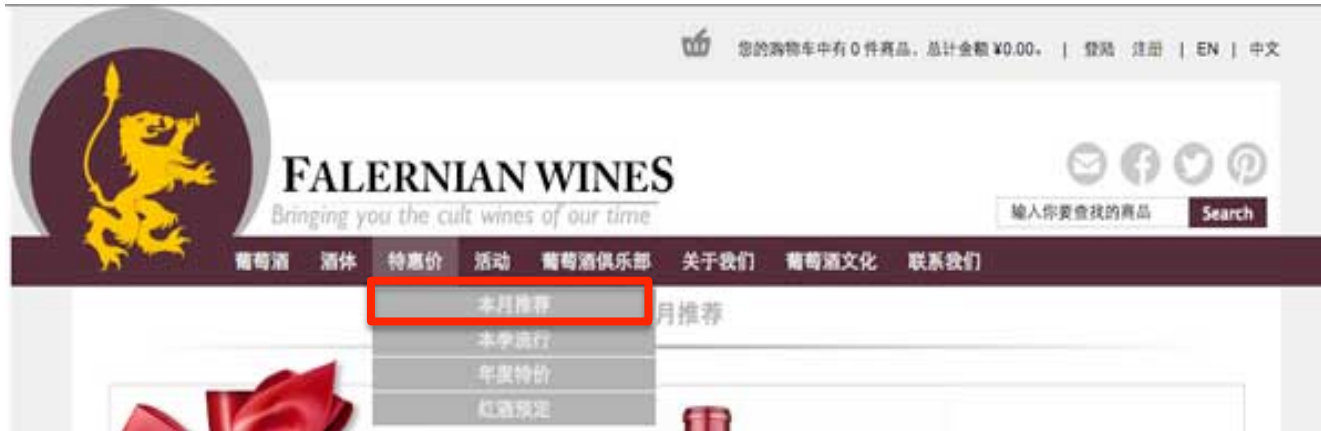 您的购物车中有 0 件商品，总计金额 ¥0.00。 | 登陆 注册 | EN | 中文
FALERNIAN WINES
Bringing you the cult wines of our time
输入你要查找的商品 Search
葡萄酒 酒体 特惠价 活动 葡萄酒俱乐部 关于我们 葡萄酒文化 联系我们
本月推荐
月推荐
本季流行
年度特价
红酒预定